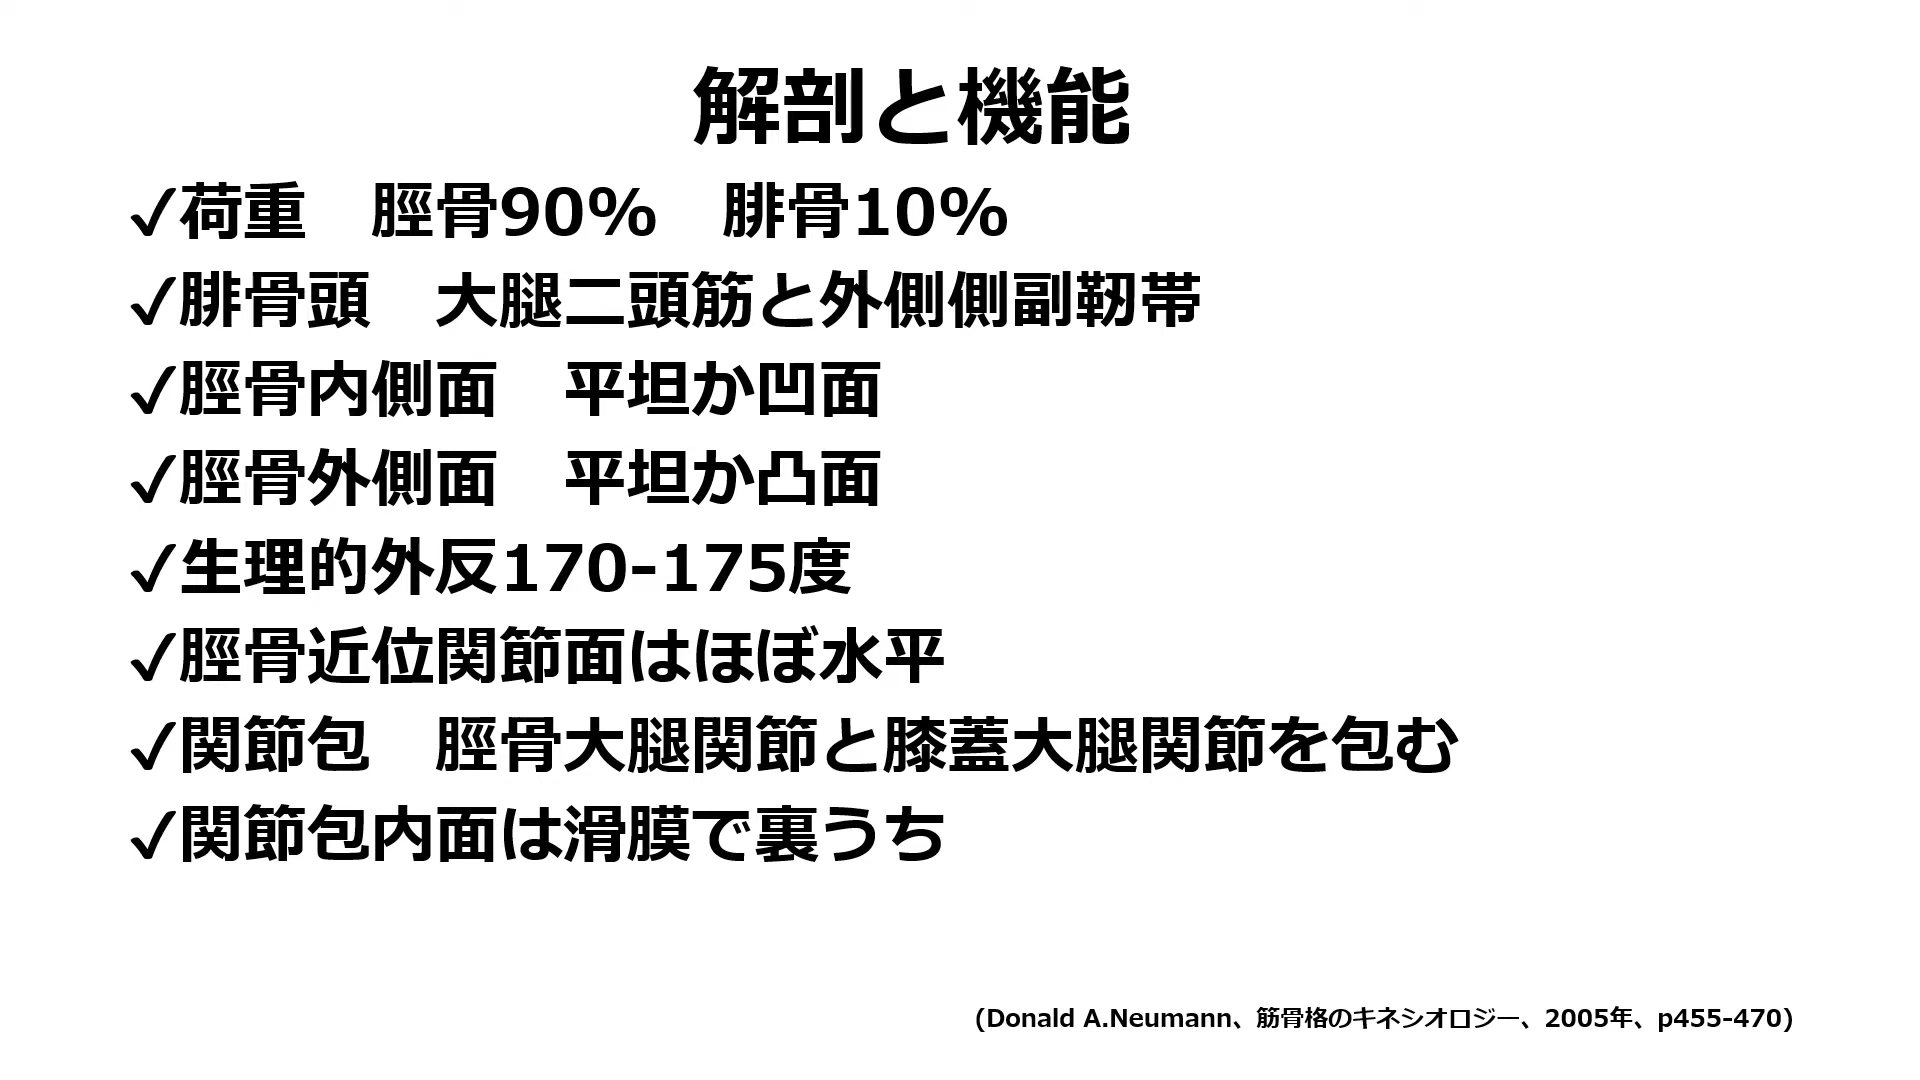 解剖と機能
✓荷重　脛骨90%　腓骨10%
✓腓骨頭　大腿二頭筋と外側側副靭帯
✓脛骨内側面　平坦か凹面
✓脛骨外側面　平坦か凸面
✓生理的外反170-175度
✓脛骨近位関節面はほぼ水平
✓関節包　脛骨大腿関節と膝蓋大腿関節を包む
✓関節包内面は滑膜で裏うち
(Donald A.Neumann、筋骨格のキネシオロジー、2005年、p455-470)